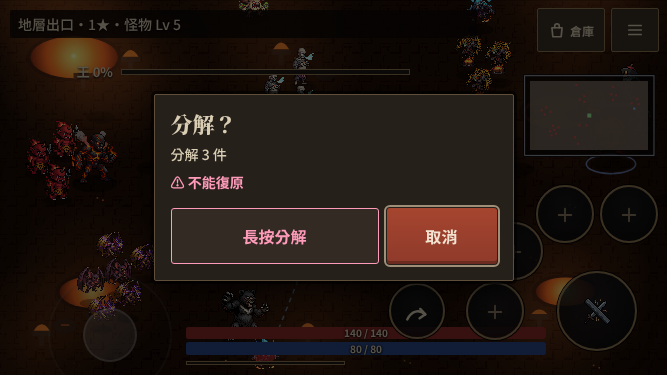 地層出口・1★・怪物 Lv 5
倉庫
王 0%
分解？
分解 3 件
不能復原
長按分解
取消
140 / 140
80 / 80